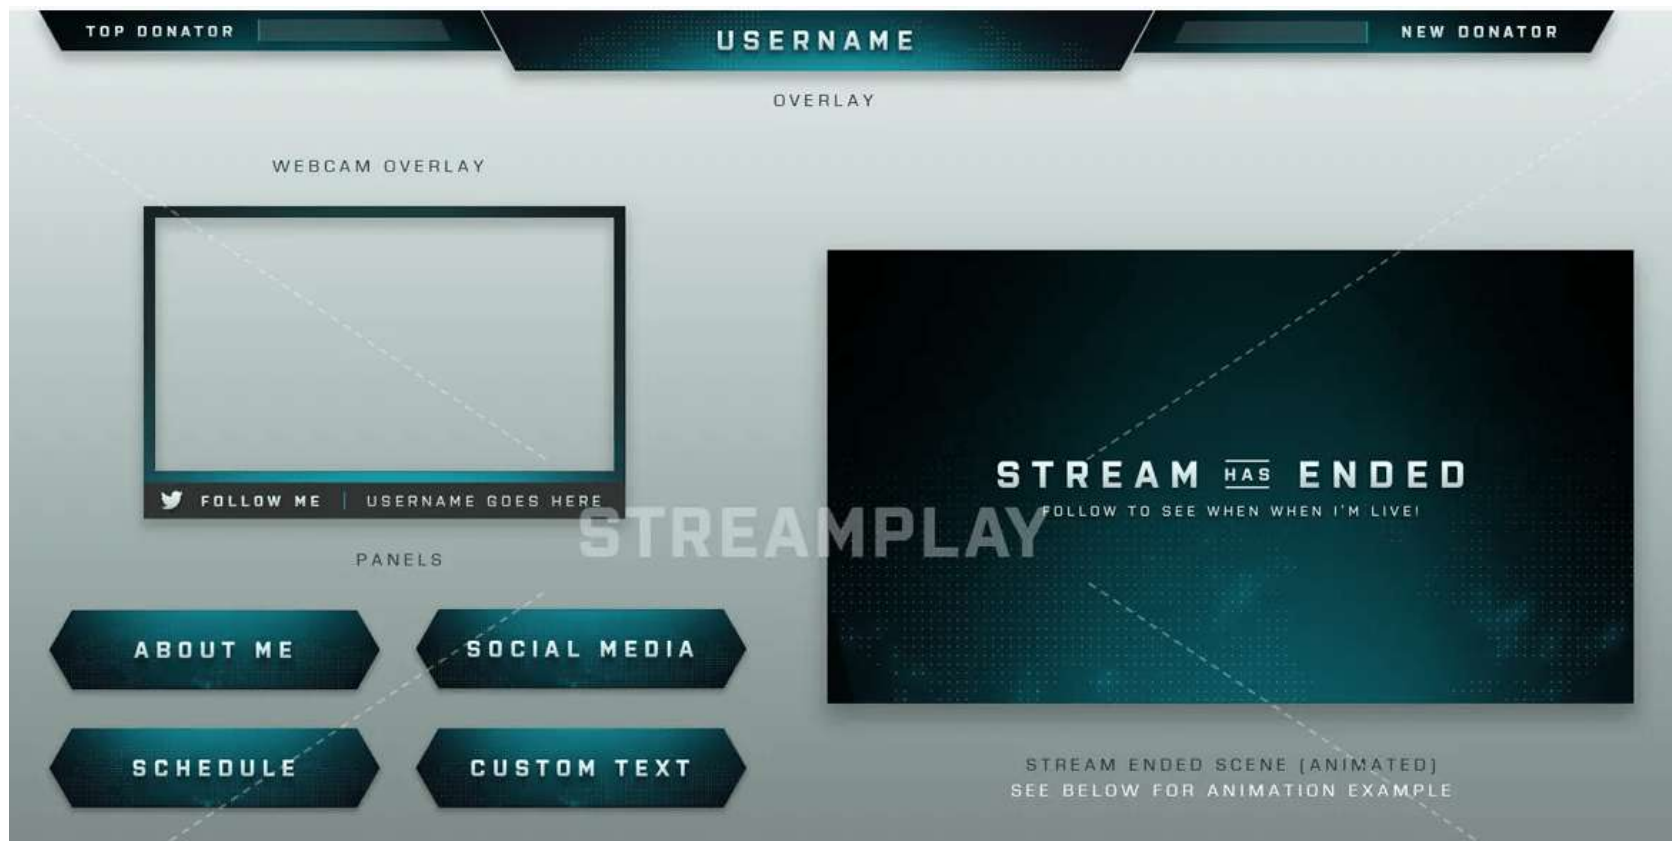 TOP DONATOR
USERNAME
NEW DONATOR
OVERLAY
WEBCAM OVERLAY
FOLLOW ME | USERNAME GOES HERE
STREAMPLAY
PANELS
ABOUT ME
SOCIAL MEDIA
SCHEDULE
CUSTOM TEXT
STREAM HAS ENDED
FOLLOW TO SEE WHEN WHEN I'M LIVE!
STREAM ENDED SCENE [ANIMATED]
SEE BELOW FOR ANIMATION EXAMPLE